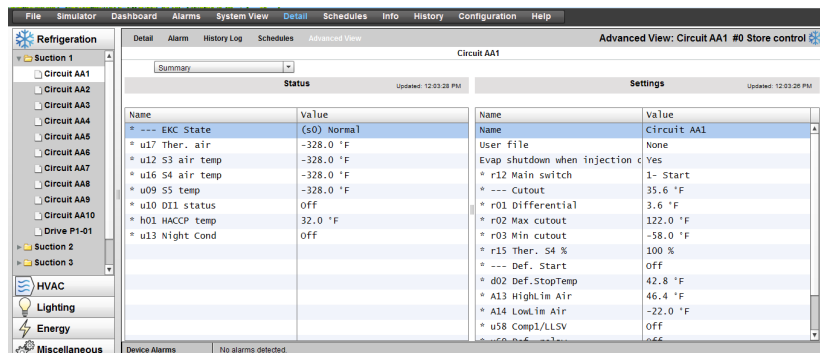 File Simulator Dashboard Alarms System View Detail Schedules Info History Configuration Help
Refrigeration
Detail Alarm History Log Schedules Advanced View
Advanced View: Circuit AA1 #0 Store control
Suction 1
Circuit AA1
Circuit AA2
Circuit AA3
Circuit AA4
Circuit AA5
Circuit AA6
Circuit AA7
Circuit AA8
Circuit AA9
Circuit AA10
Drive P1-01
Suction 2
Suction 3
HVAC
Lighting
Energy
Miscellaneous
Circuit AA1
Summary
Status Updated: 12:03:28 PM
Name Value
* --- EKC State (s0) Normal
* u17 Ther. air -328.0 °F
* u12 S3 air temp -328.0 °F
* u16 S4 air temp -328.0 °F
* u09 S5 temp -328.0 °F
* u10 DI1 status Off
* h01 HACCP temp 32.0 °F
* u13 Night Cond Off
Settings Updated: 12:03:26 PM
Name Value
Name Circuit AA1
User file None
Evap shutdown when injection Yes
* r12 Main switch 1- Start
* --- Cutout 35.6 °F
* r01 Differential 3.6 °F
* r02 Max cutout 122.0 °F
* r03 Min cutout -58.0 °F
* r15 Ther. S4 % 100 %
* --- Def. Start Off
* d02 Def.StopTemp 42.8 °F
* A13 HighLim Air 46.4 °F
* A14 LowLim Air -22.0 °F
* u58 Comp1/LLSV Off
Device Alarms No alarms detected.